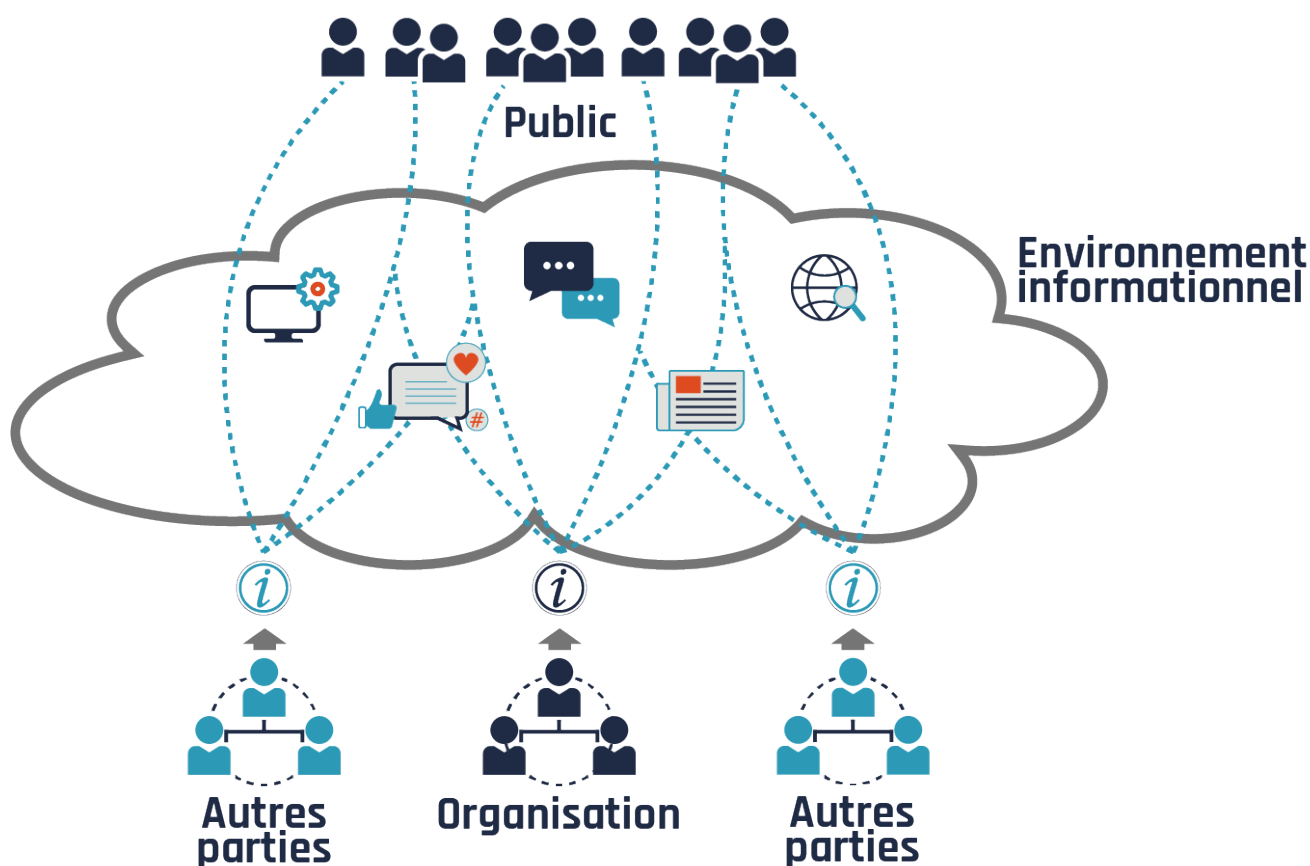 Public
Environnement
informationnel
#
i
i
i
Autres
parties
Organisation
Autres
parties